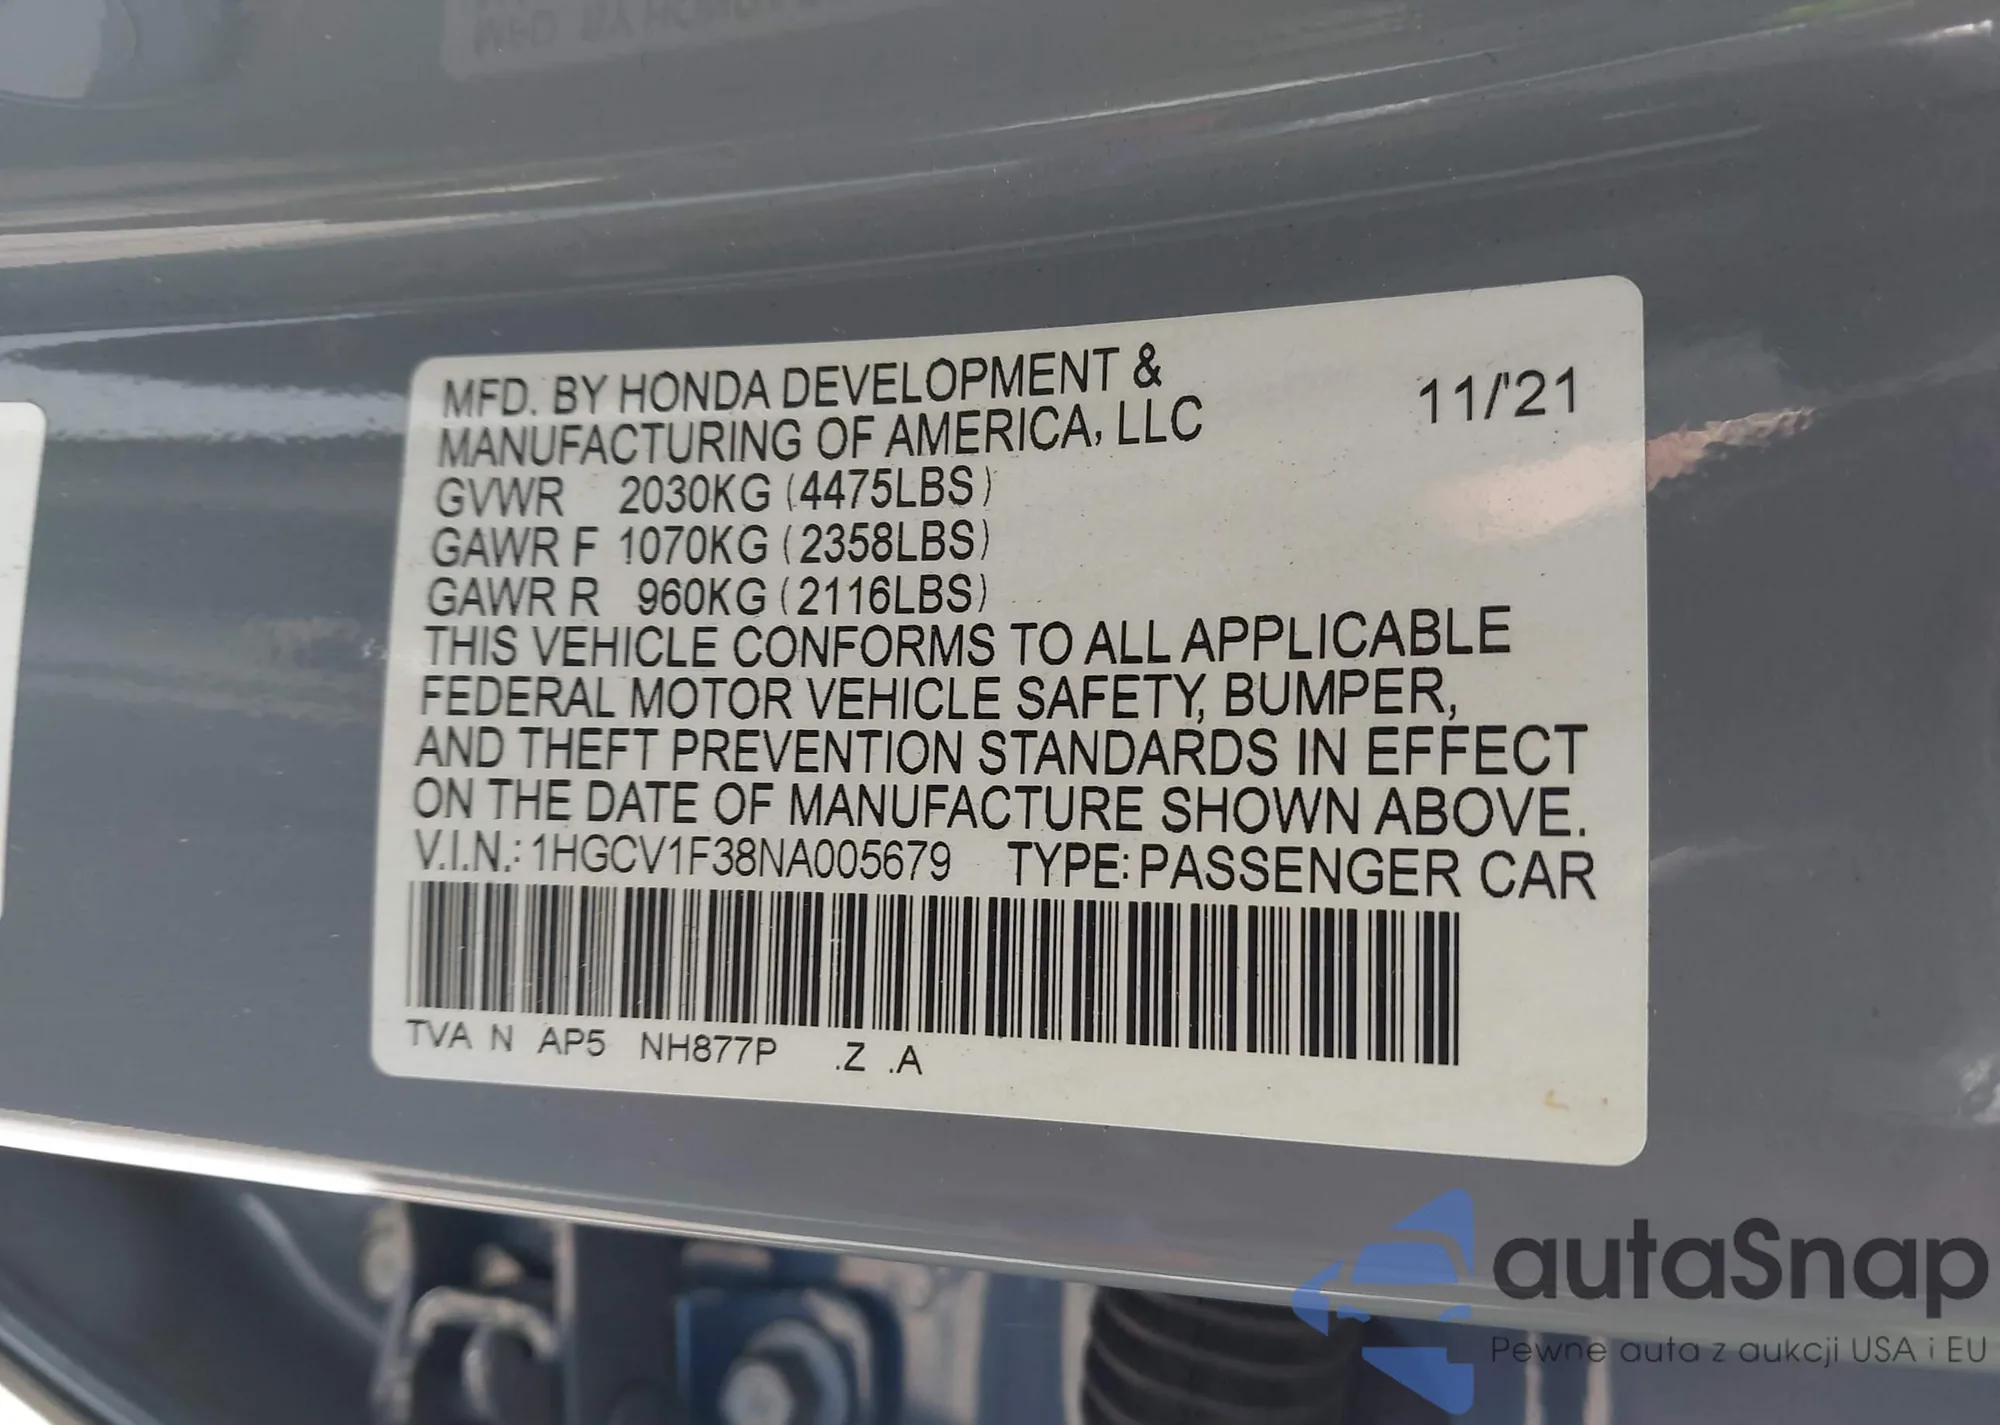 MFD. BY HONDA DEVELOPMENT &
MANUFACTURING OF AMERICA, LLC
11/'21
GVWR 2030KG (4475LBS)
GAWR F 1070KG (2358LBS)
GAWR R 960KG (2116LBS)
THIS VEHICLE CONFORMS TO ALL APPLICABLE
FEDERAL MOTOR VEHICLE SAFETY, BUMPER,
AND THEFT PREVENTION STANDARDS IN EFFECT
ON THE DATE OF MANUFACTURE SHOWN ABOVE.
V.I.N.: 1HGCV1F38NA005679 TYPE: PASSENGER CAR
TVA N AP5 NH877P .Z .A
autaSnap
Pewne auta z aukcji USA i EU